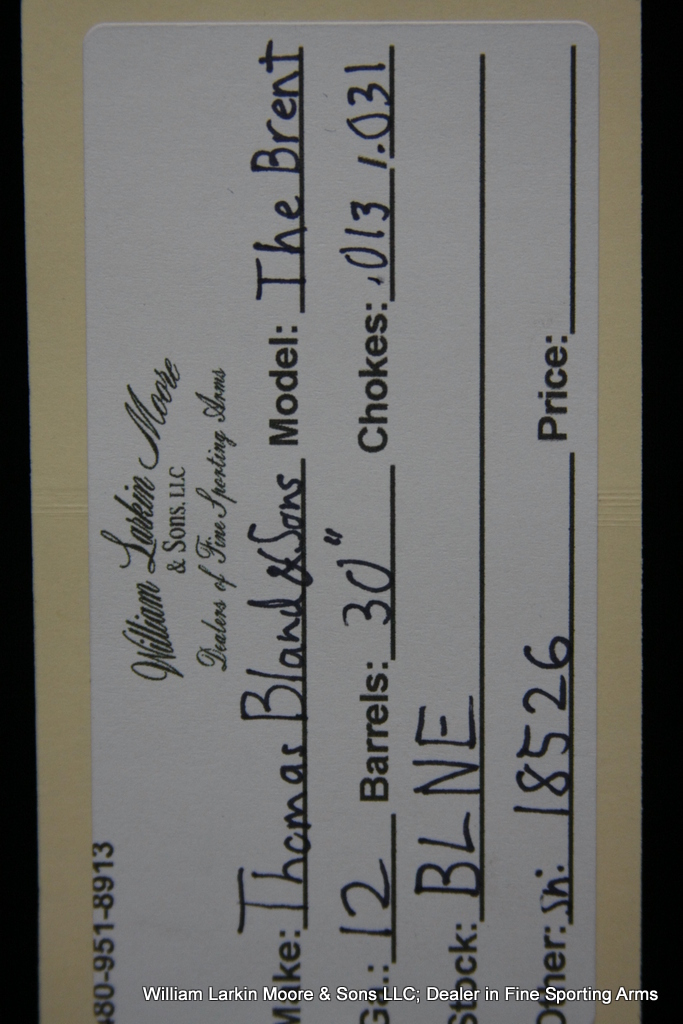 William Larkin Moore
& SONS, LLC
Dealers of Fine Sporting Arms
480-951-8913
Make: Thomas Bland & Sons Model: The Brent
Ga.: 12 Barrels: 30" Chokes: .013 /.031
Stock: BLNE
Other: sn: 18526 Price:
William Larkin Moore & Sons LLC; Dealer in Fine Sporting Arms